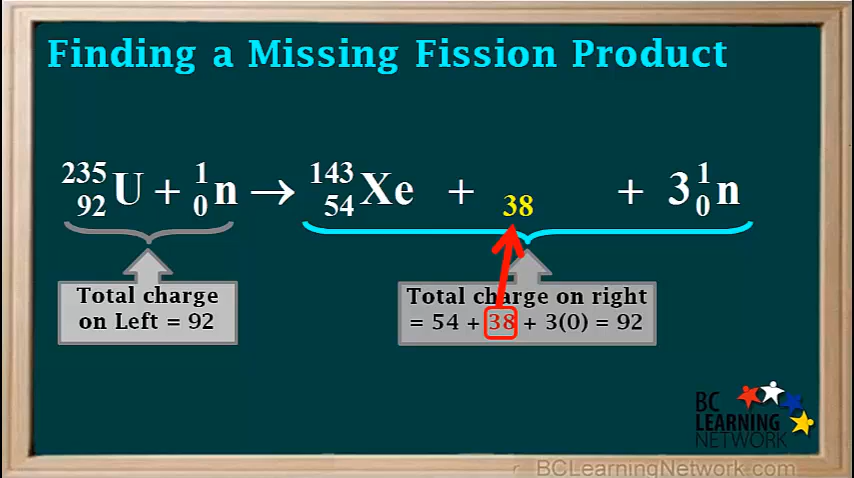 Finding a Missing Fission Product
235 92 U + 1 0 n → 143 54 Xe + 38 + 3 1 0 n
Total charge
on Left = 92
Total charge on right
= 54 + 38 + 3(0) = 92
BC
LEARNING
NETWORK
BCLearningNetwork.com